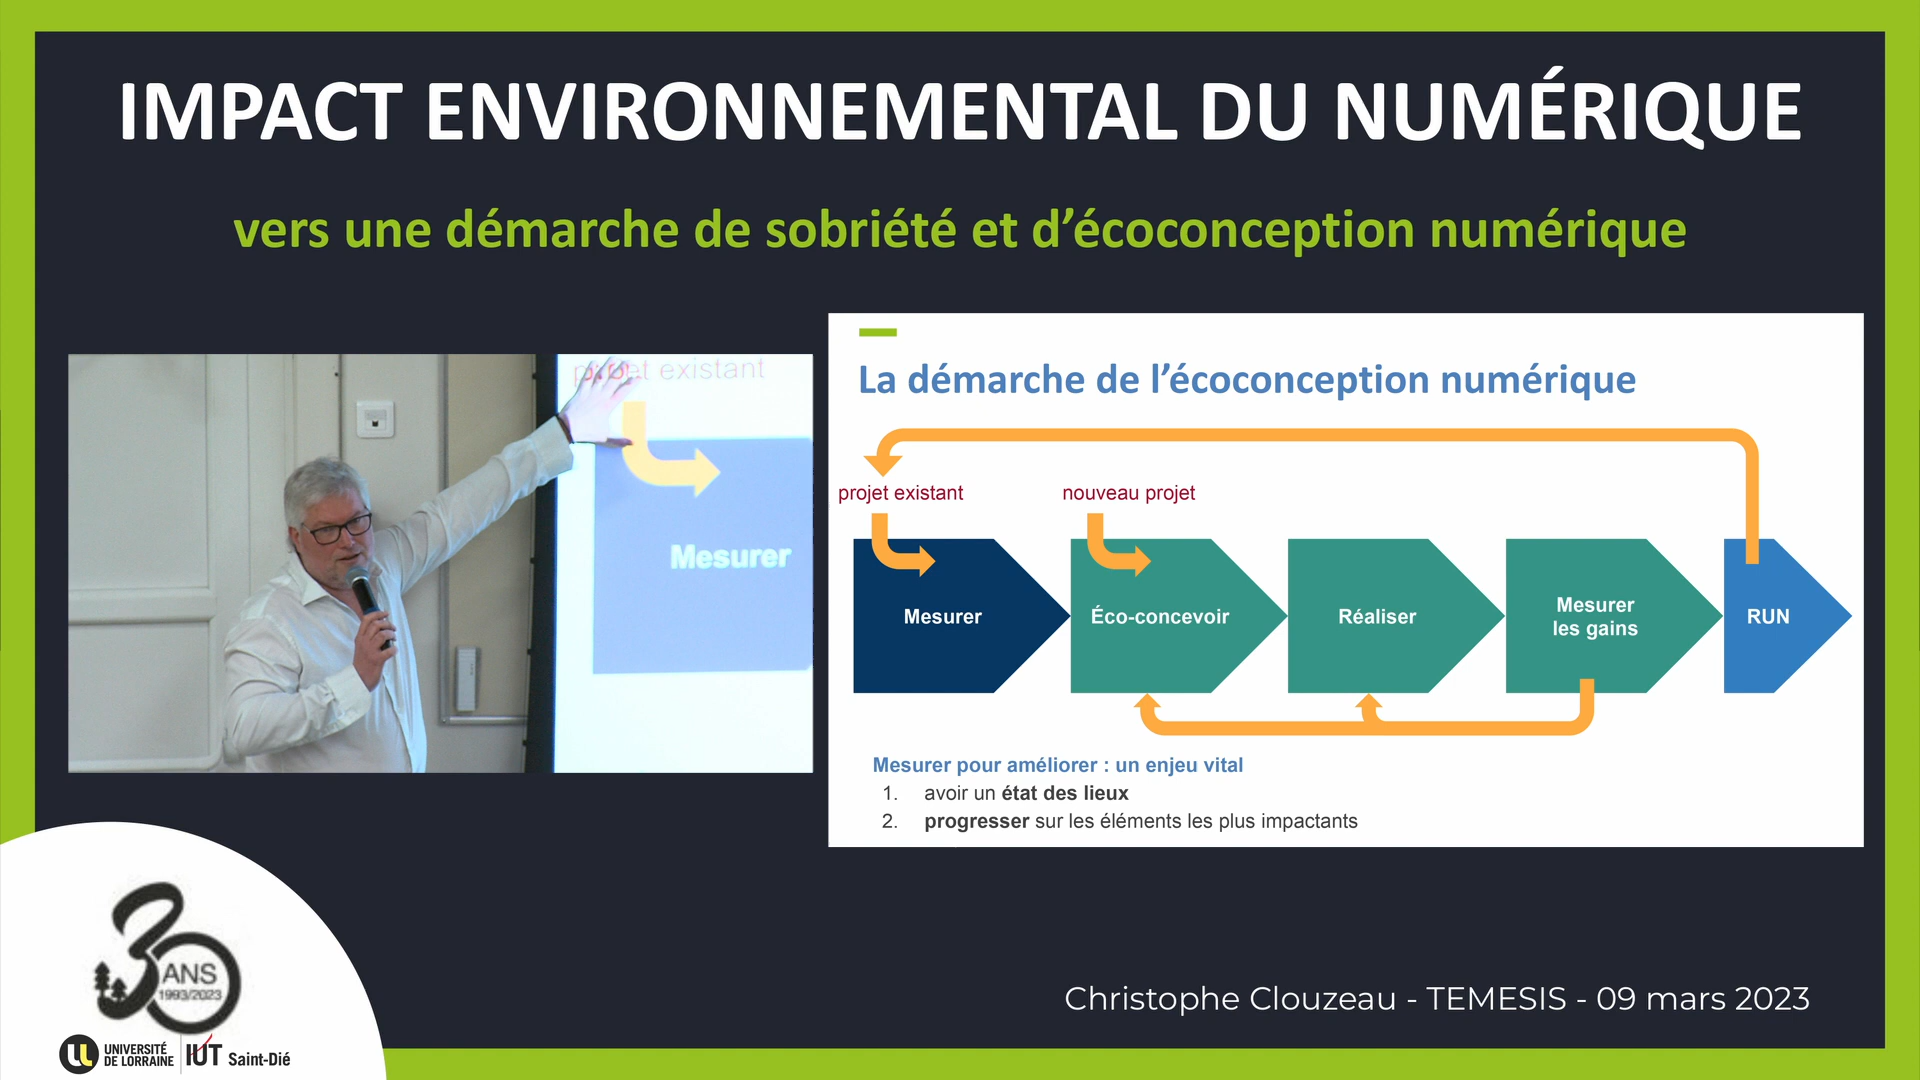 IMPACT ENVIRONNEMENTAL DU NUMÉRIQUE
vers une démarche de sobriété et d’écoconception numérique
projet existant
Mesurer
La démarche de l’écoconception numérique
projet existant
nouveau projet
Mesurer
Éco-concevoir
Réaliser
Mesurer
les gains
RUN
Mesurer pour améliorer : un enjeu vital
1. avoir un état des lieux
2. progresser sur les éléments les plus impactants
30
ANS
1993/2023
UNIVERSITÉ
DE LORRAINE
IUT Saint-Dié
Christophe Clouzeau - TEMESIS - 09 mars 2023